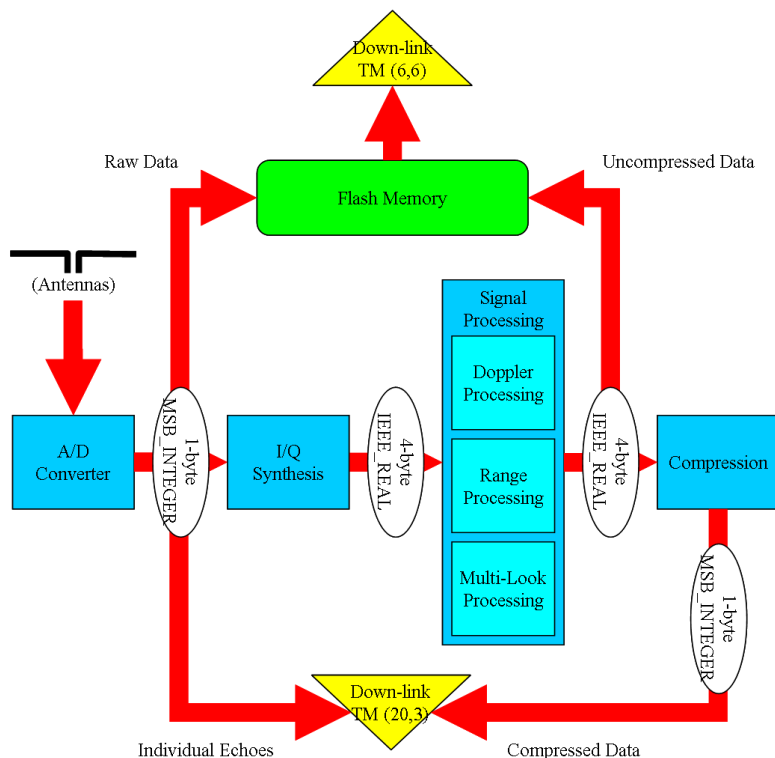 Down-link
TM (6,6)
Raw Data
Uncompressed Data
Flash Memory
(Antennas)
Signal
Processing
Doppler
Processing
A/D
Converter
1-byte
MSB_INTEGER
I/Q
Synthesis
4-byte
IEEE_REAL
Range
Processing
4-byte
IEEE_REAL
Compression
Multi-Look
Processing
1-byte
MSB_INTEGER
Down-link
TM (20,3)
Individual Echoes
Compressed Data